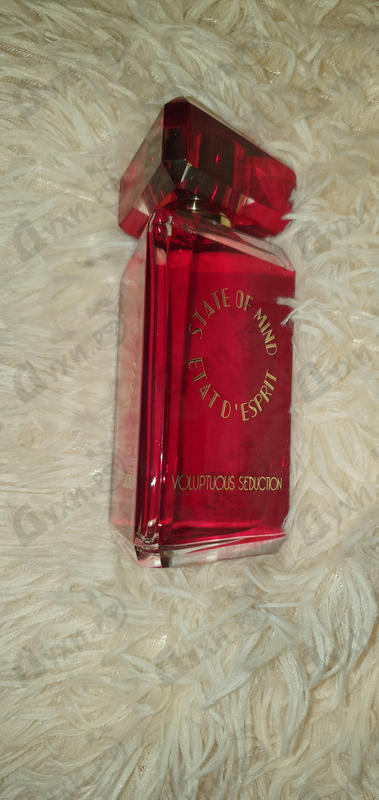 STATE OF MIND
ETAT D'ESPRIT
VOLUPTUOUS SEDUCTION